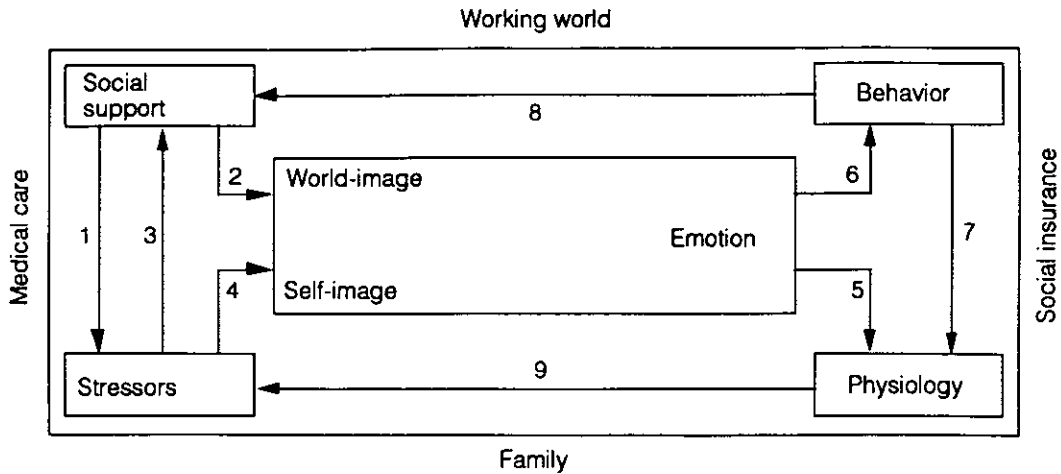 Working world
Social
support
Behavior
8
Medical care
World-image
2
6
Social insurance
1
3
Emotion
7
4
Self-image
5
Stressors
9
Physiology
Family